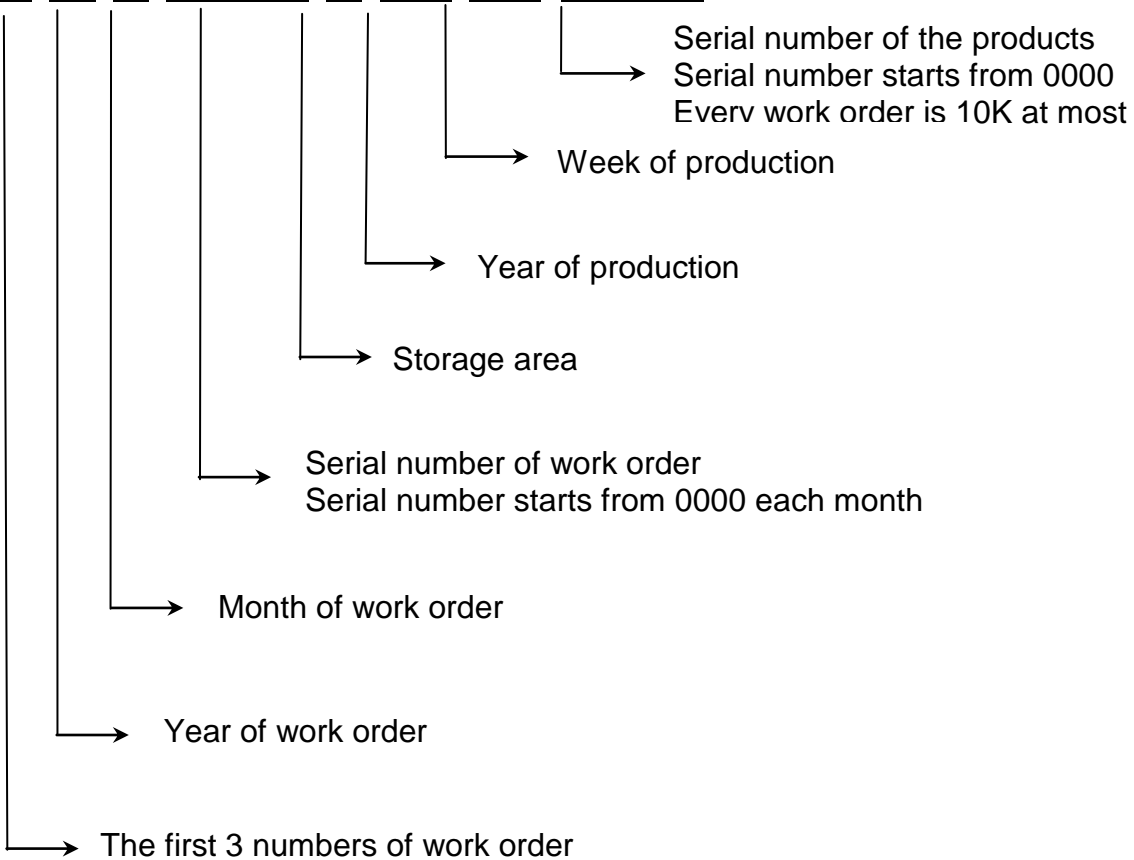 Serial number of the products
Serial number starts from 0000
Every work order is 10K at most
Week of production
Year of production
Storage area
Serial number of work order
Serial number starts from 0000 each month
Month of work order
Year of work order
The first 3 numbers of work order